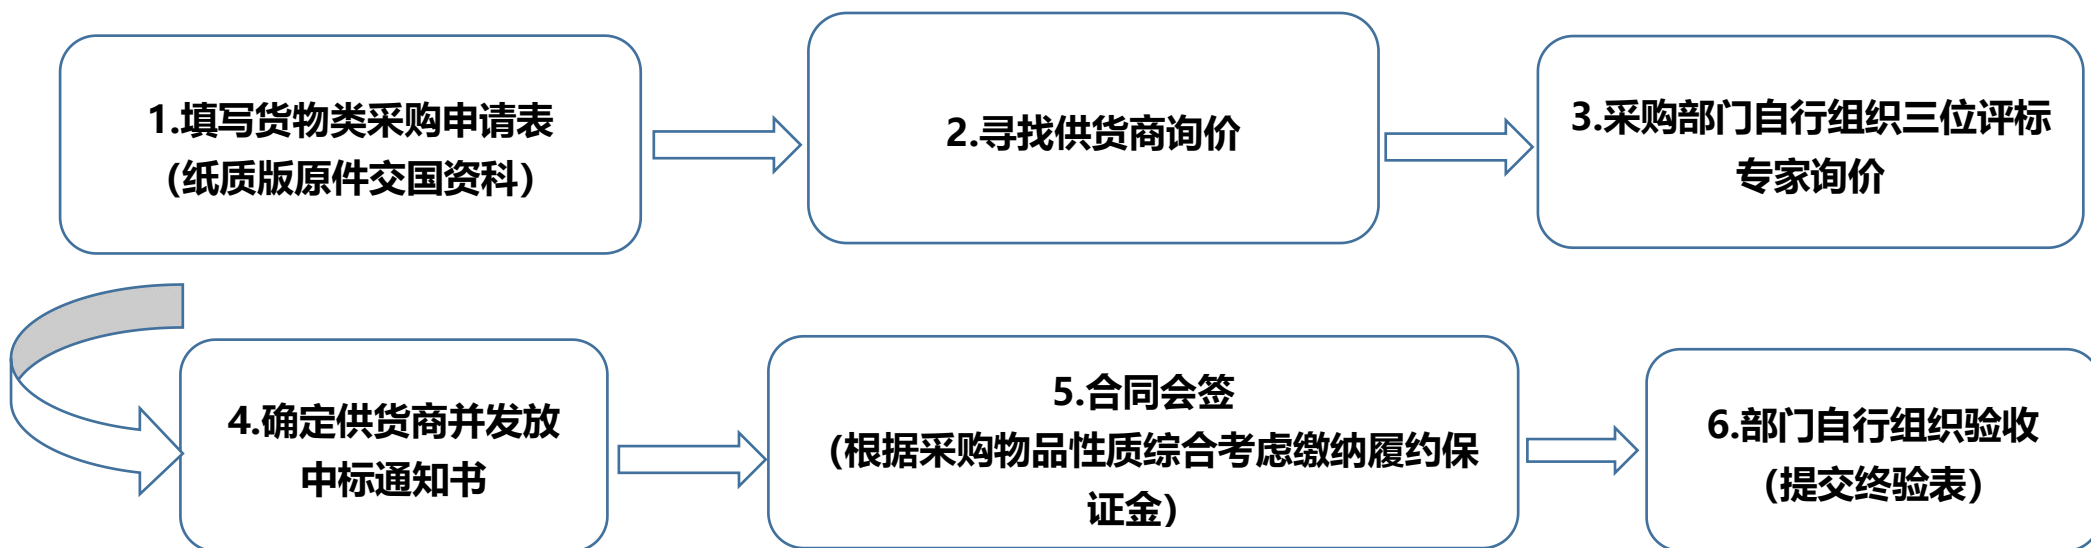 1.填写货物类采购申请表
（纸质版原件交国资科）
2.寻找供货商询价
3.采购部门自行组织三位评标
专家询价
4.确定供货商并发放
中标通知书
5.合同会签
（根据采购物品性质综合考虑缴纳履约保
证金）
6.部门自行组织验收
（提交终验表）